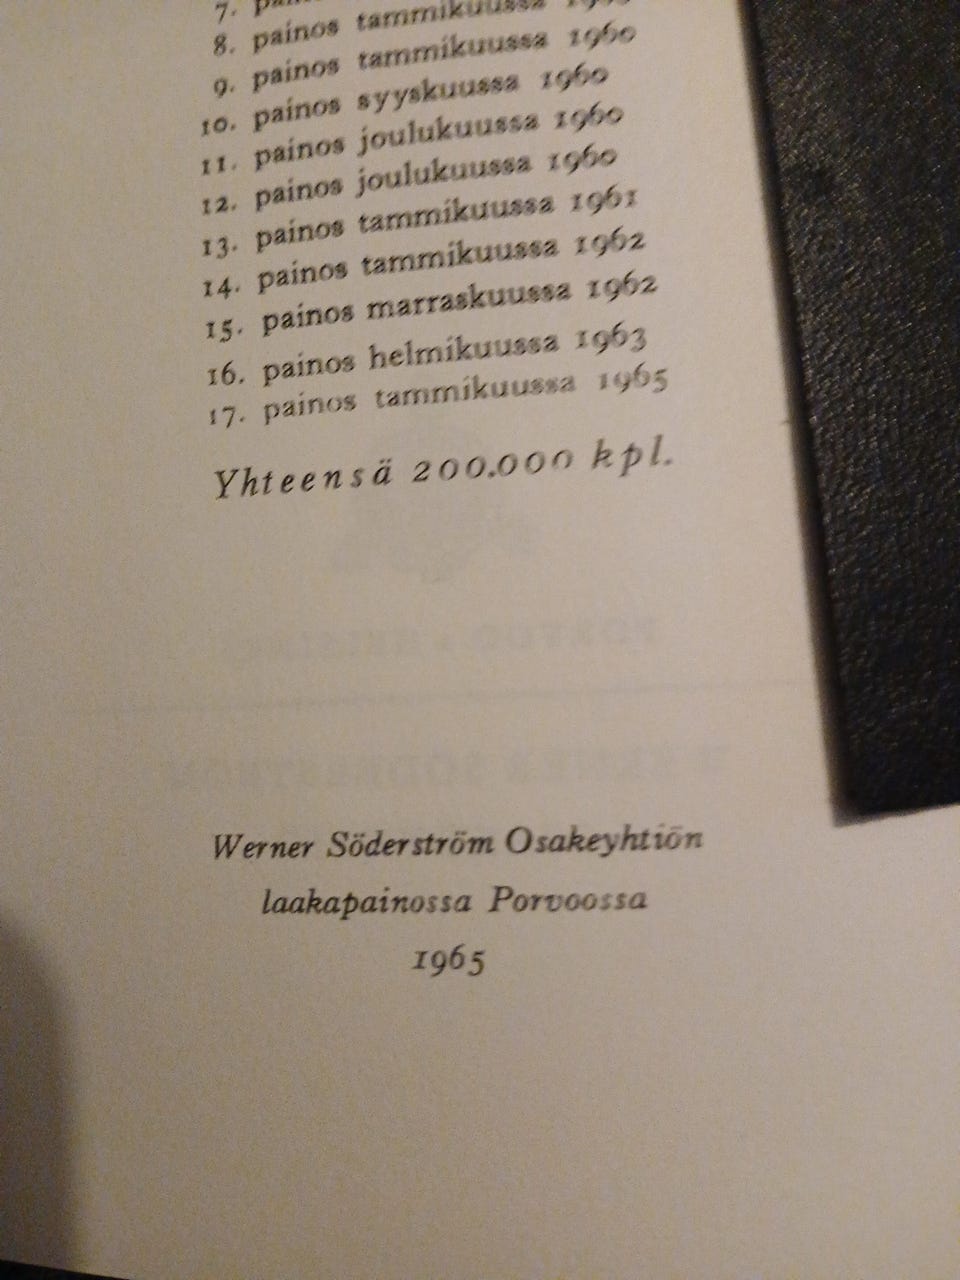 7.
8. painos tammikuussa
9. painos tammikuussa 1960
10. painos syyskuussa 1960
11. painos joulukuussa 1960
12. painos joulukuussa 1960
13. painos tammikuussa 1961
14. painos tammikuussa 1962
15. painos marraskuussa 1962
16. painos helmikuussa 1963
17. painos tammikuussa 1965
Yhteensä 200.000 kpl.
Werner Söderström Osakeyhtiön
laakapainossa Porvoossa
1965